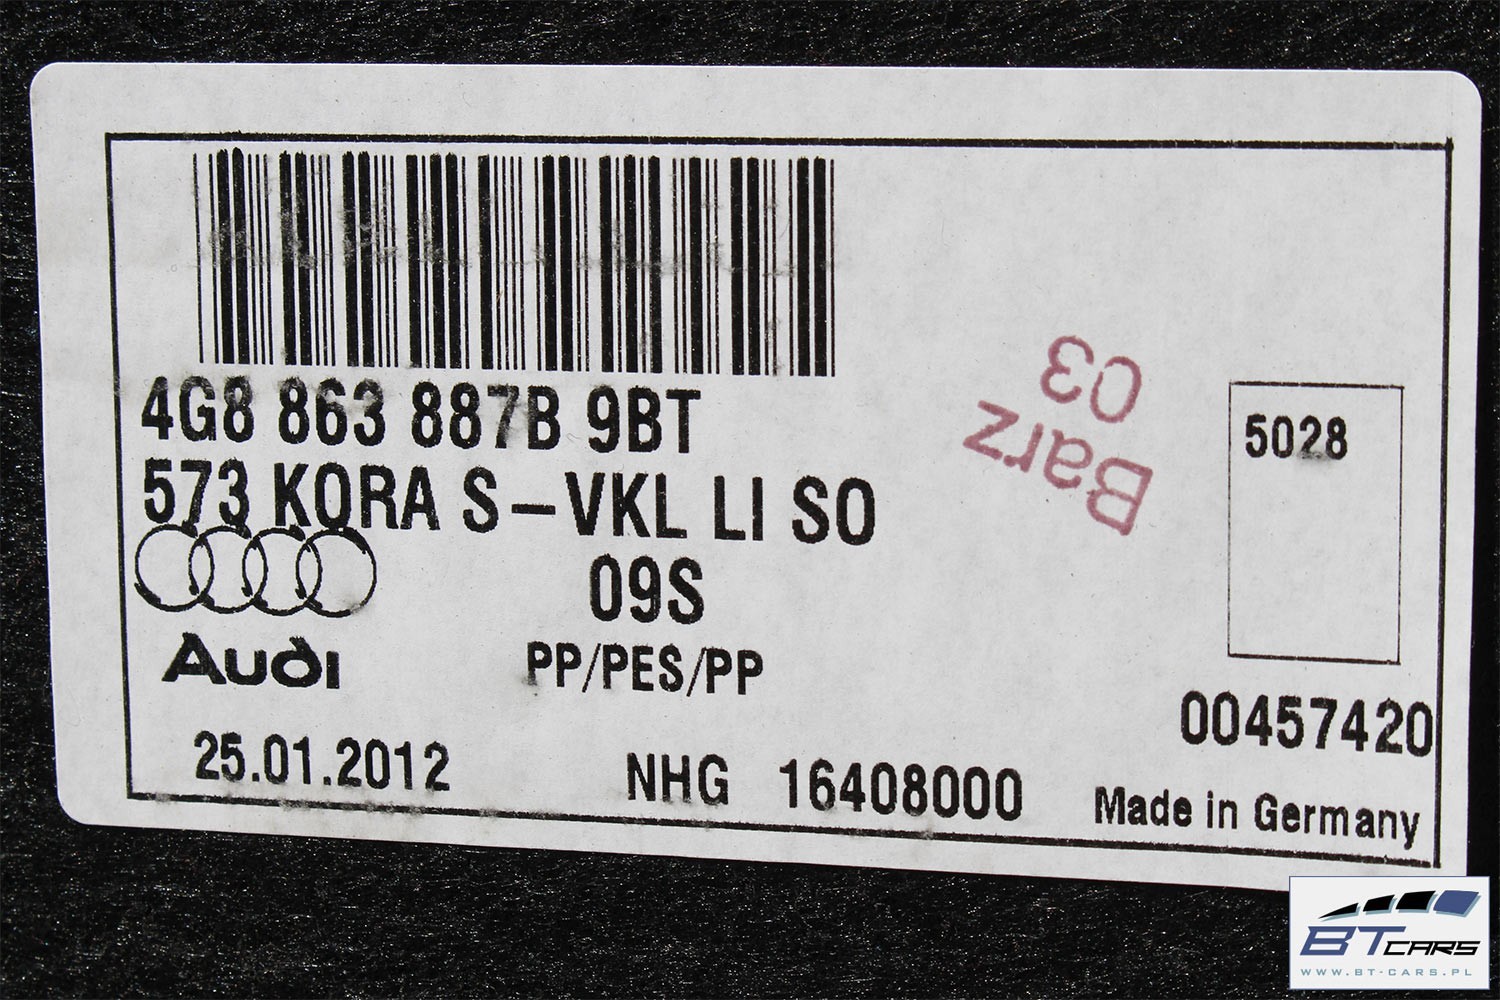 4G8 863 887B 9BT
573 KORA S-VKL LI SO
09S
Audi
PP/PES/PP
25.01.2012
NHG 16408000
Barz
03
5028
00457420
Made in Germany
BT CARS
WWW.BT-CARS.PL